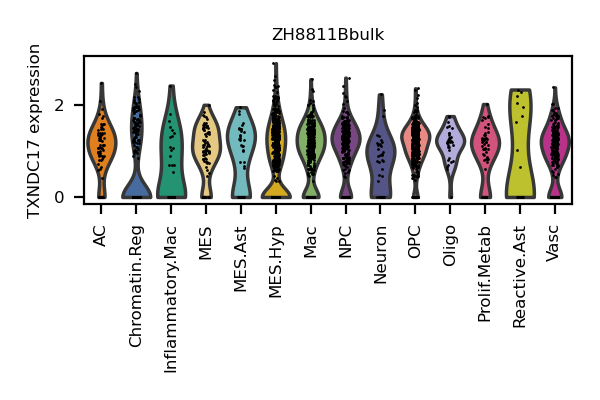 ZH8811Bbulk
TXNDC17 expression
2
0
AC
Chromatin.Reg
Inflammatory.Mac
MES
MES.Ast
MES.Hyp
Mac
NPC
Neuron
OPC
Oligo
Prolif.Metab
Reactive.Ast
Vasc